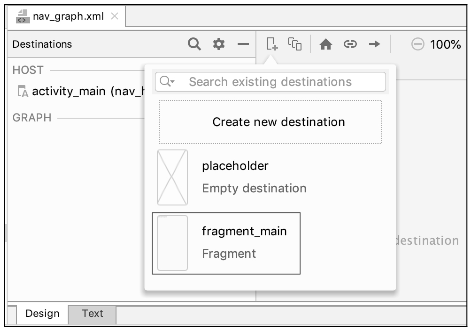 nav_graph.xml
Destinations
100%
HOST
activity_main (nav_h
GRAPH
Search existing destinations
Create new destination
placeholder
Empty destination
fragment_main
Fragment
destination
Design Text